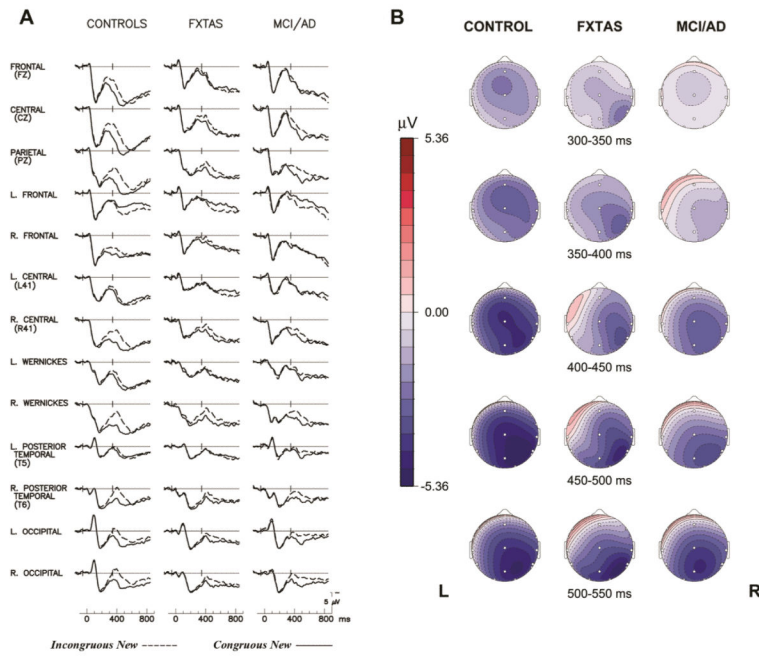 A
CONTROLS FXTAS MCI/AD
FRONTAL
(FZ)
CENTRAL
(CZ)
PARIETAL
(PZ)
L. FRONTAL
R. FRONTAL
L. CENTRAL
(L41)
R. CENTRAL
(R41)
L. WERNICKES
R. WERNICKES
L. POSTERIOR
TEMPORAL
(T5)
R. POSTERIOR
TEMPORAL
(T6)
L. OCCIPITAL
R. OCCIPITAL
5 μV
0 400 800 0 400 800 0 400 800 ms
Incongruous New Congruous New
B
CONTROL FXTAS MCI/AD
μV
5.36
0.00
-5.36
300-350 ms
350-400 ms
400-450 ms
450-500 ms
500-550 ms
L R